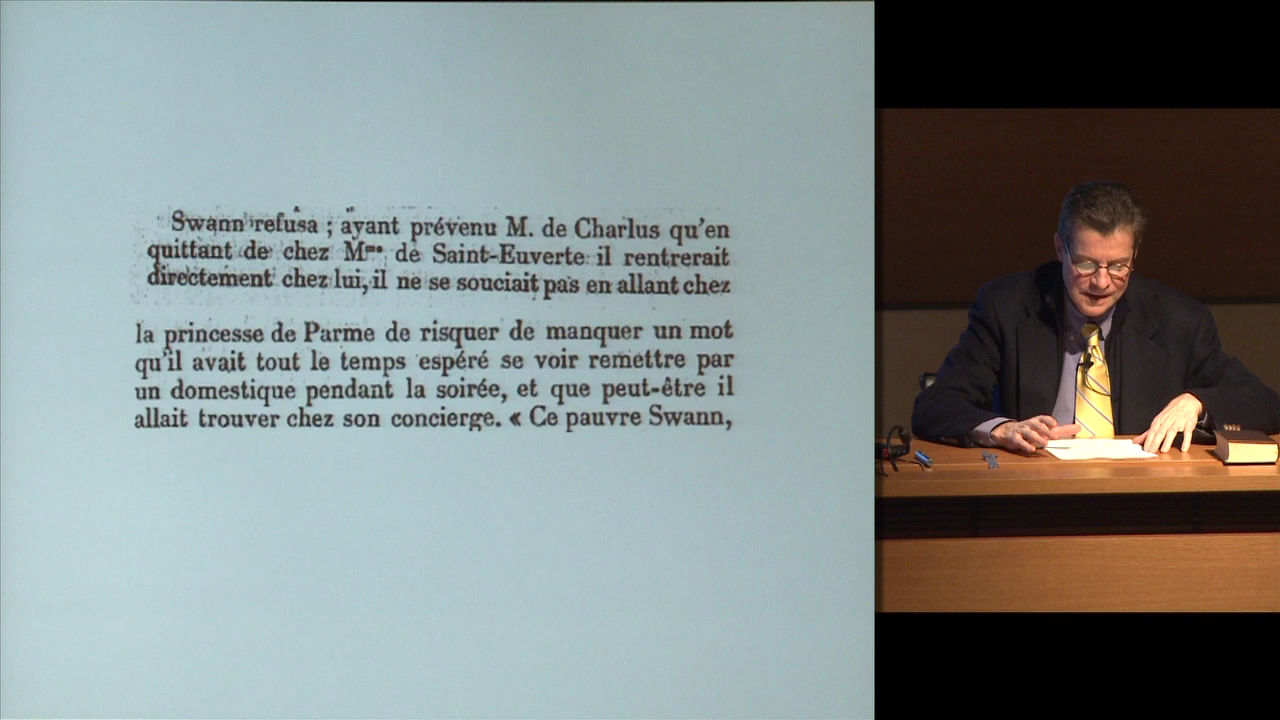 Swann refusa ; ayant prévenu M. de Charlus qu'en
quittant de chez Mme de Saint-Euverte il rentrerait
directement chez lui, il ne se souciait pas en allant chez
la princesse de Parme de risquer de manquer un mot
qu'il avait tout le temps espéré se voir remettre par
un domestique pendant la soirée, et que peut-être il
allait trouver chez son concierge. « Ce pauvre Swann,